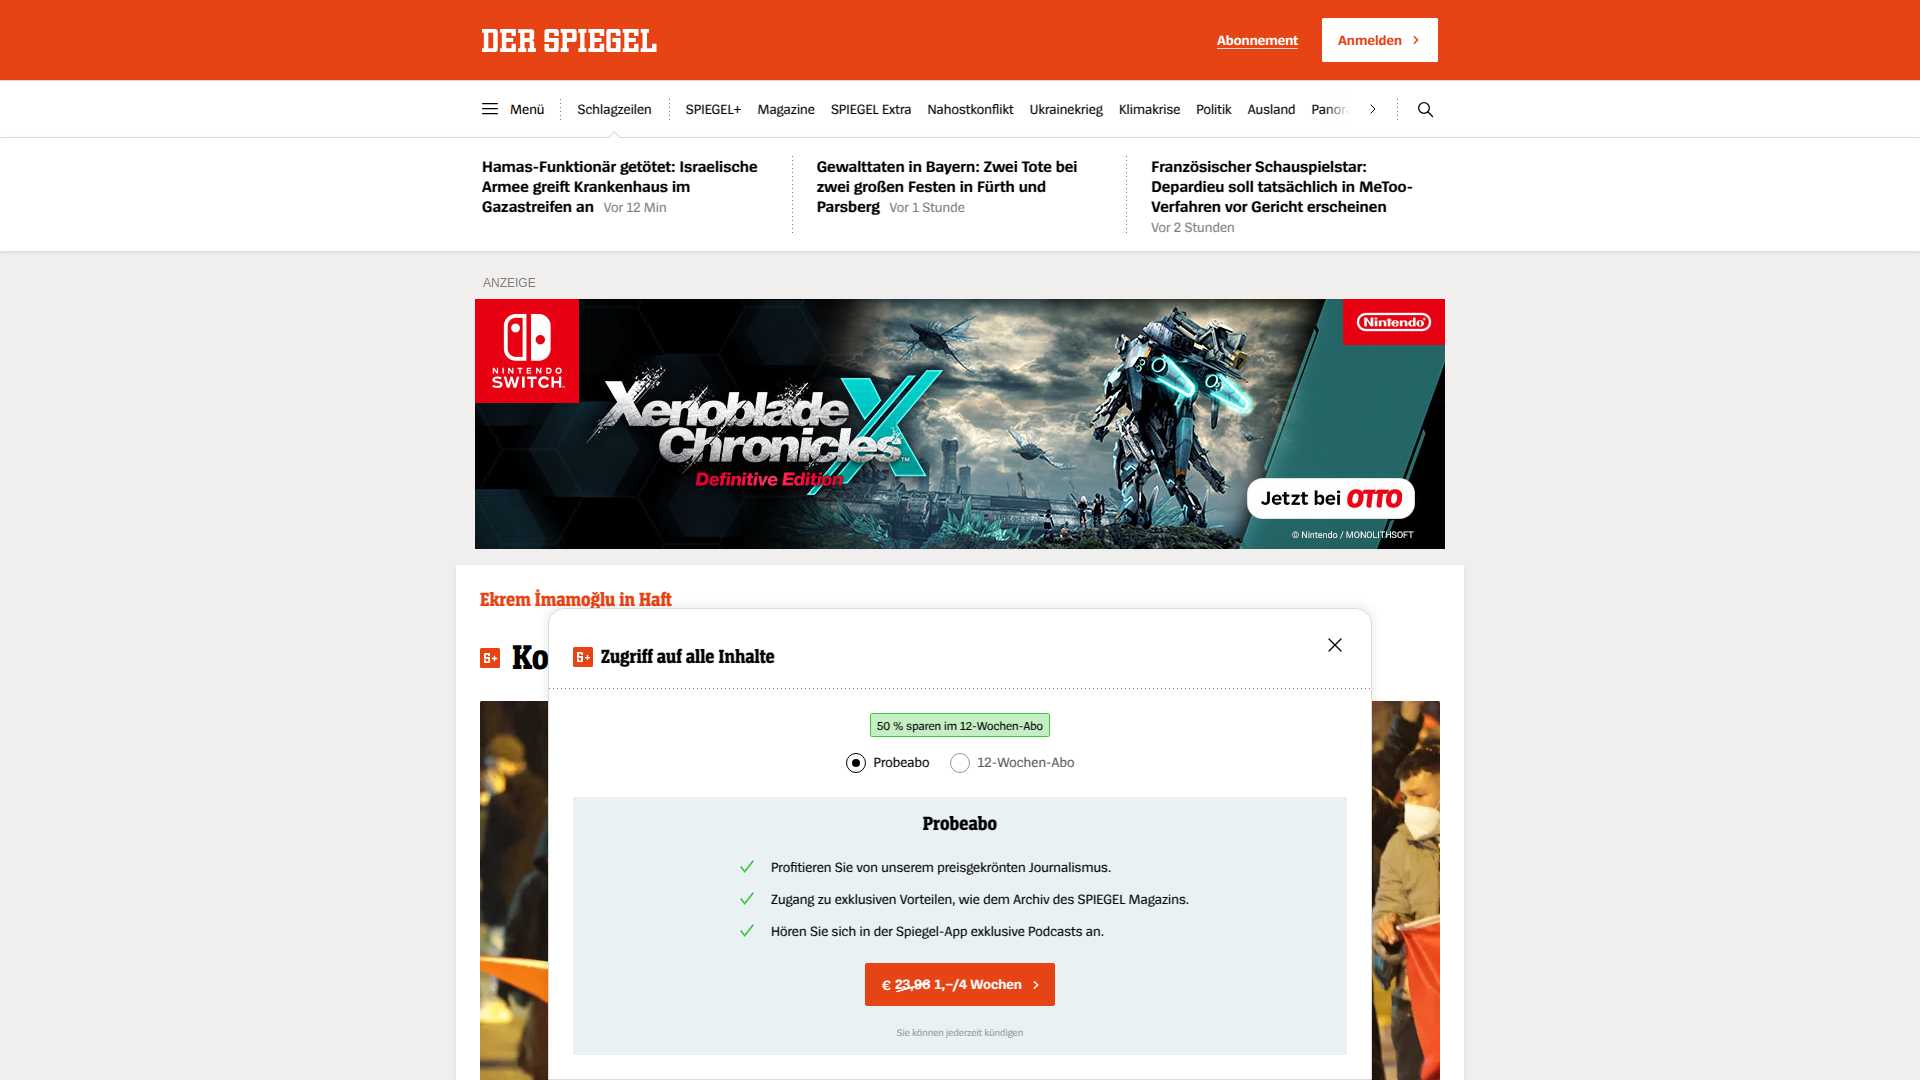 DER SPIEGEL
Abonnement
Anmelden
Menü
Schlagzeilen
SPIEGEL+
Magazine
SPIEGEL Extra
Nahostkonflikt
Ukrainekrieg
Klimakrise
Politik
Ausland
Panor
Hamas-Funktionär getötet: Israelische
Armee greift Krankenhaus im
Gazastreifen an Vor 12 Min
Gewalttaten in Bayern: Zwei Tote bei
zwei großen Festen in Fürth und
Parsberg Vor 1 Stunde
Französischer Schauspielstar:
Depardieu soll tatsächlich in MeToo-
Verfahren vor Gericht erscheinen
Vor 2 Stunden
ANZEIGE
NINTENDO
SWITCH
Nintendo
Xenoblade
Chronicles X™
Definitive Edition
Jetzt bei OTTO
© Nintendo / MONOLITHSOFT
Ekrem İmamoğlu in Haft
S+ Ko
S+ Zugriff auf alle Inhalte
50 % sparen im 12-Wochen-Abo
Probeabo
12-Wochen-Abo
Probeabo
Profitieren Sie von unserem preisgekrönten Journalismus.
Zugang zu exklusiven Vorteilen, wie dem Archiv des SPIEGEL Magazins.
Hören Sie sich in der Spiegel-App exklusive Podcasts an.
€ 23,96 1,–/4 Wochen
Sie können jederzeit kündigen